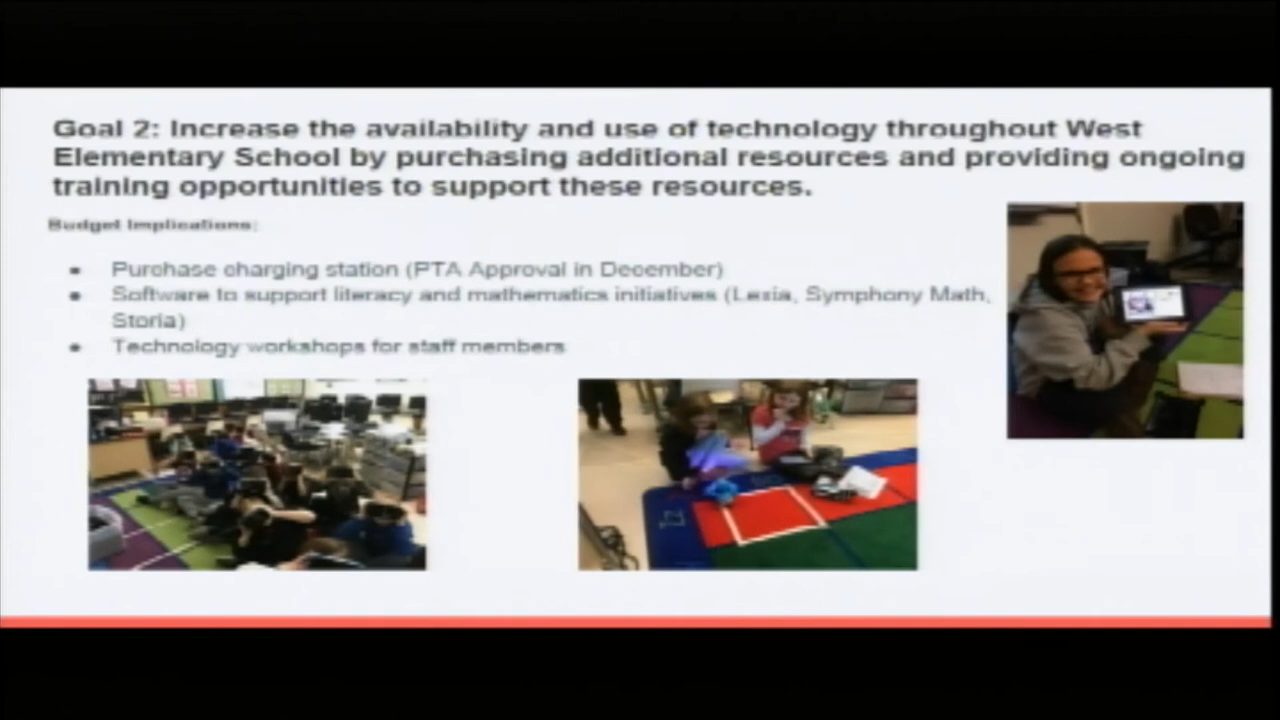 Goal 2: Increase the availability and use of technology throughout West
Elementary School by purchasing additional resources and providing ongoing
training opportunities to support these resources.
Budget Implications:
• Purchase charging station (PTA Approval in December)
• Software to support literacy and mathematics initiatives (Lexia, Symphony Math,
Storia)
• Technology workshops for staff members